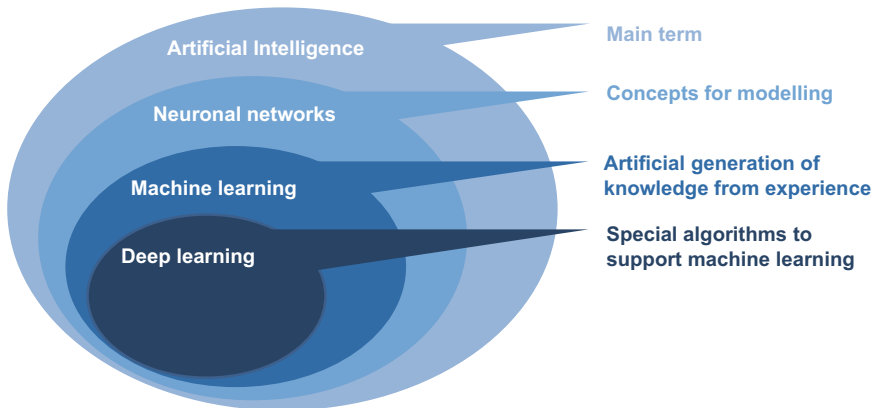 Artificial Intelligence
Main term
Neuronal networks
Concepts for modelling
Machine learning
Artificial generation of
knowledge from experience
Deep learning
Special algorithms to
support machine learning